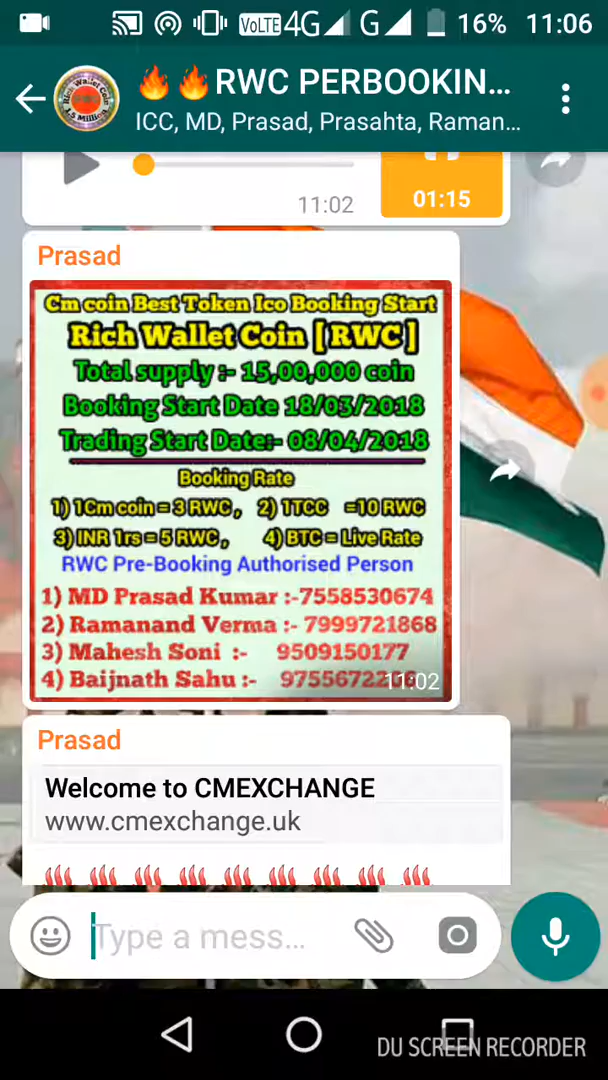 VoLTE 4G G 16% 11:06
🔥🔥RWC PERBOOKIN...
ICC, MD, Prasad, Prasahta, Raman...
11:02
01:15
Prasad
Cm coin Best Token Ico Booking Start
Rich Wallet Coin [RWC]
Total supply :- 15,00,000 coin
Booking Start Date 18/03/2018
Trading Start Date:- 08/04/2018
Booking Rate
1) 1Cm coin = 3 RWC , 2) 1TCC =10 RWC
3) INR 1rs = 5 RWC , 4) BTC = Live Rate
RWC Pre-Booking Authorised Person
1) MD Prasad Kumar :-7558530674
2) Ramanand Verma :- 7999721868
3) Mahesh Soni :- 9509150177
4) Baijnath Sahu :-
11:02
Prasad
Welcome to CMEXCHANGE
www.cmexchange.uk
Type a mess...
DU SCREEN RECORDER